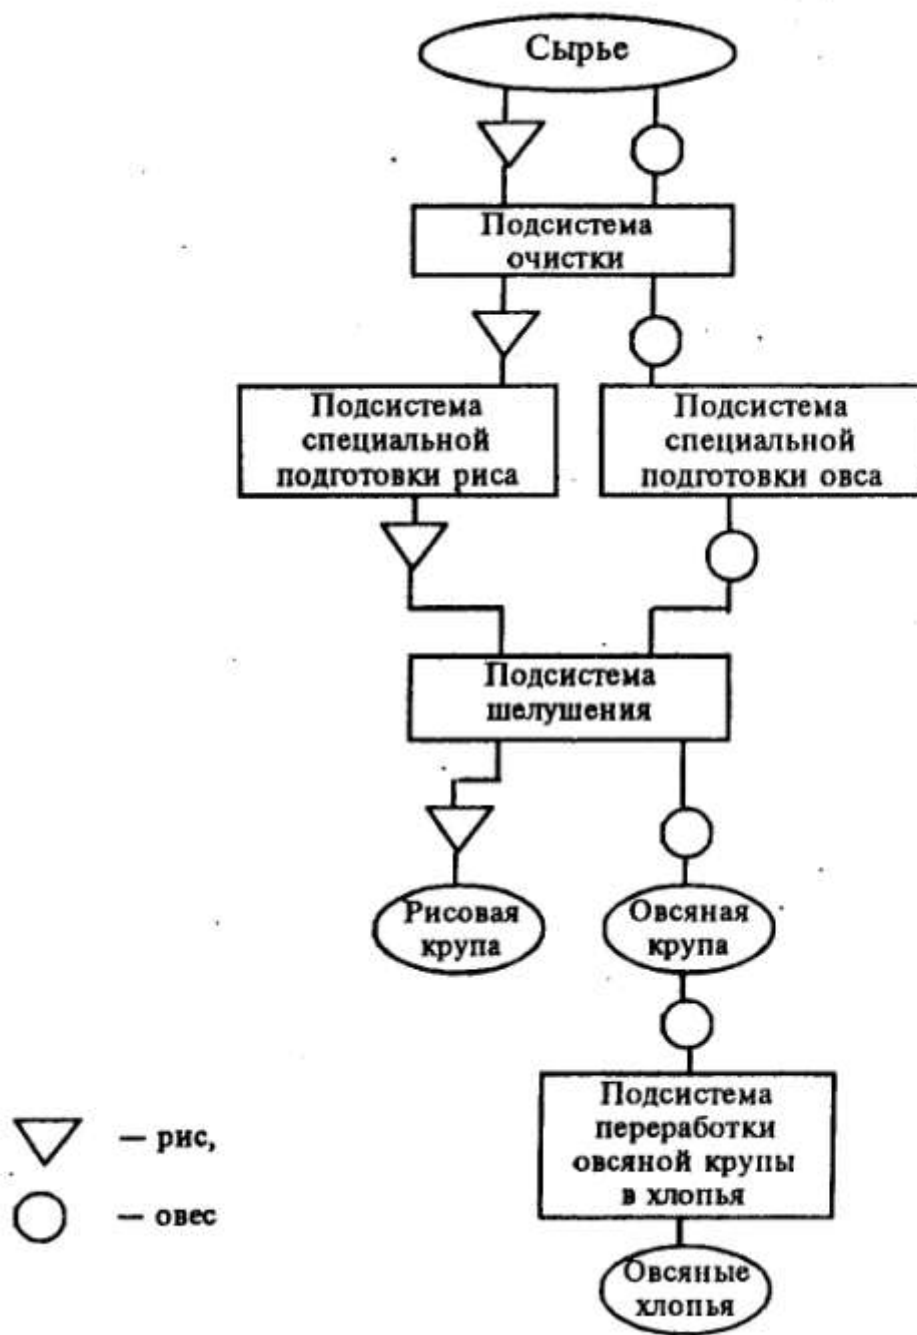 Сырье
Подсистема
очистки
Подсистема
специальной
подготовки риса
Подсистема
специальной
подготовки овса
Подсистема
шелушения
Рисовая
крупа
Овсяная
крупа
Подсистема
переработки
овсяной крупы
в хлопья
— рис,
— овес
Овсяные
хлопья